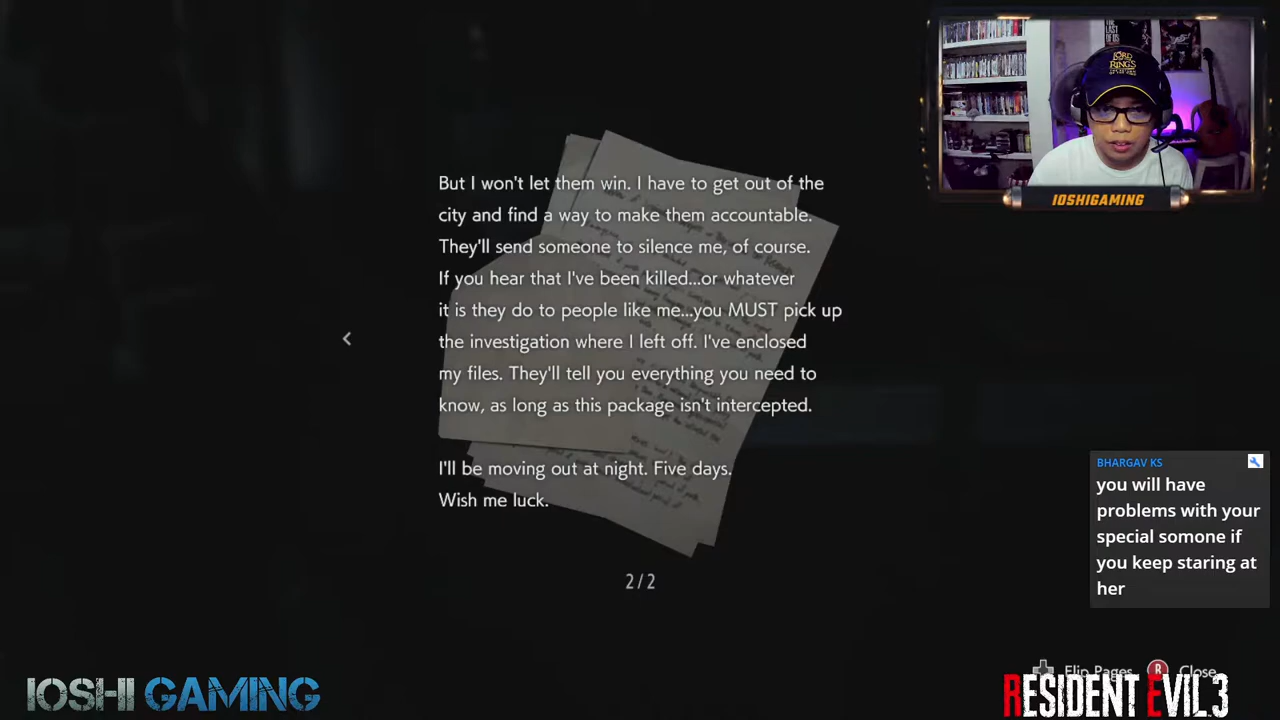 LORD
RINGS
IOSHIGAMING
But I won't let them win. I have to get out of the
city and find a way to make them accountable.
They'll send someone to silence me, of course.
If you hear that I've been killed...or whatever
it is they do to people like me...you MUST pick up
the investigation where I left off. I've enclosed
my files. They'll tell you everything you need to
know, as long as this package isn't intercepted.
I'll be moving out at night. Five days.
Wish me luck.
2/2
BHARGAV KS
you will have
problems with your
special somone if
you keep staring at
her
Flip Pages
B
Close
IOSHI GAMING
RESIDENT EVIL 3